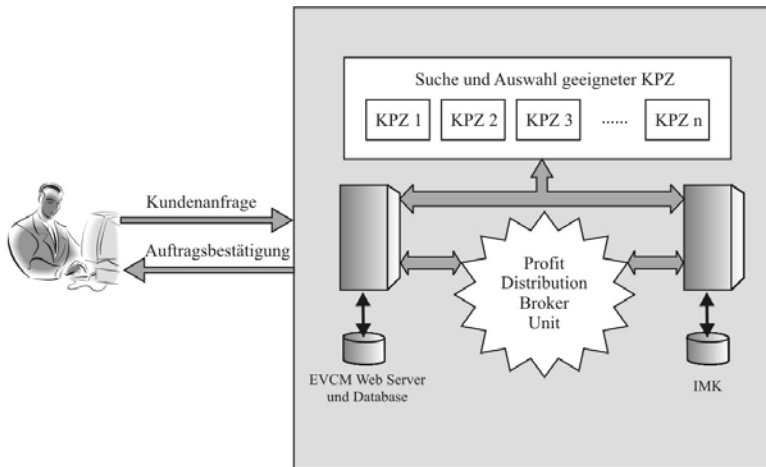 Suche und Auswahl geeigneter KPZ
KPZ 1
KPZ 2
KPZ 3
......
KPZ n
Kundenanfrage
Auftragsbestätigung
Profit
Distribution
Broker
Unit
EVCM Web Server
und Database
IMK